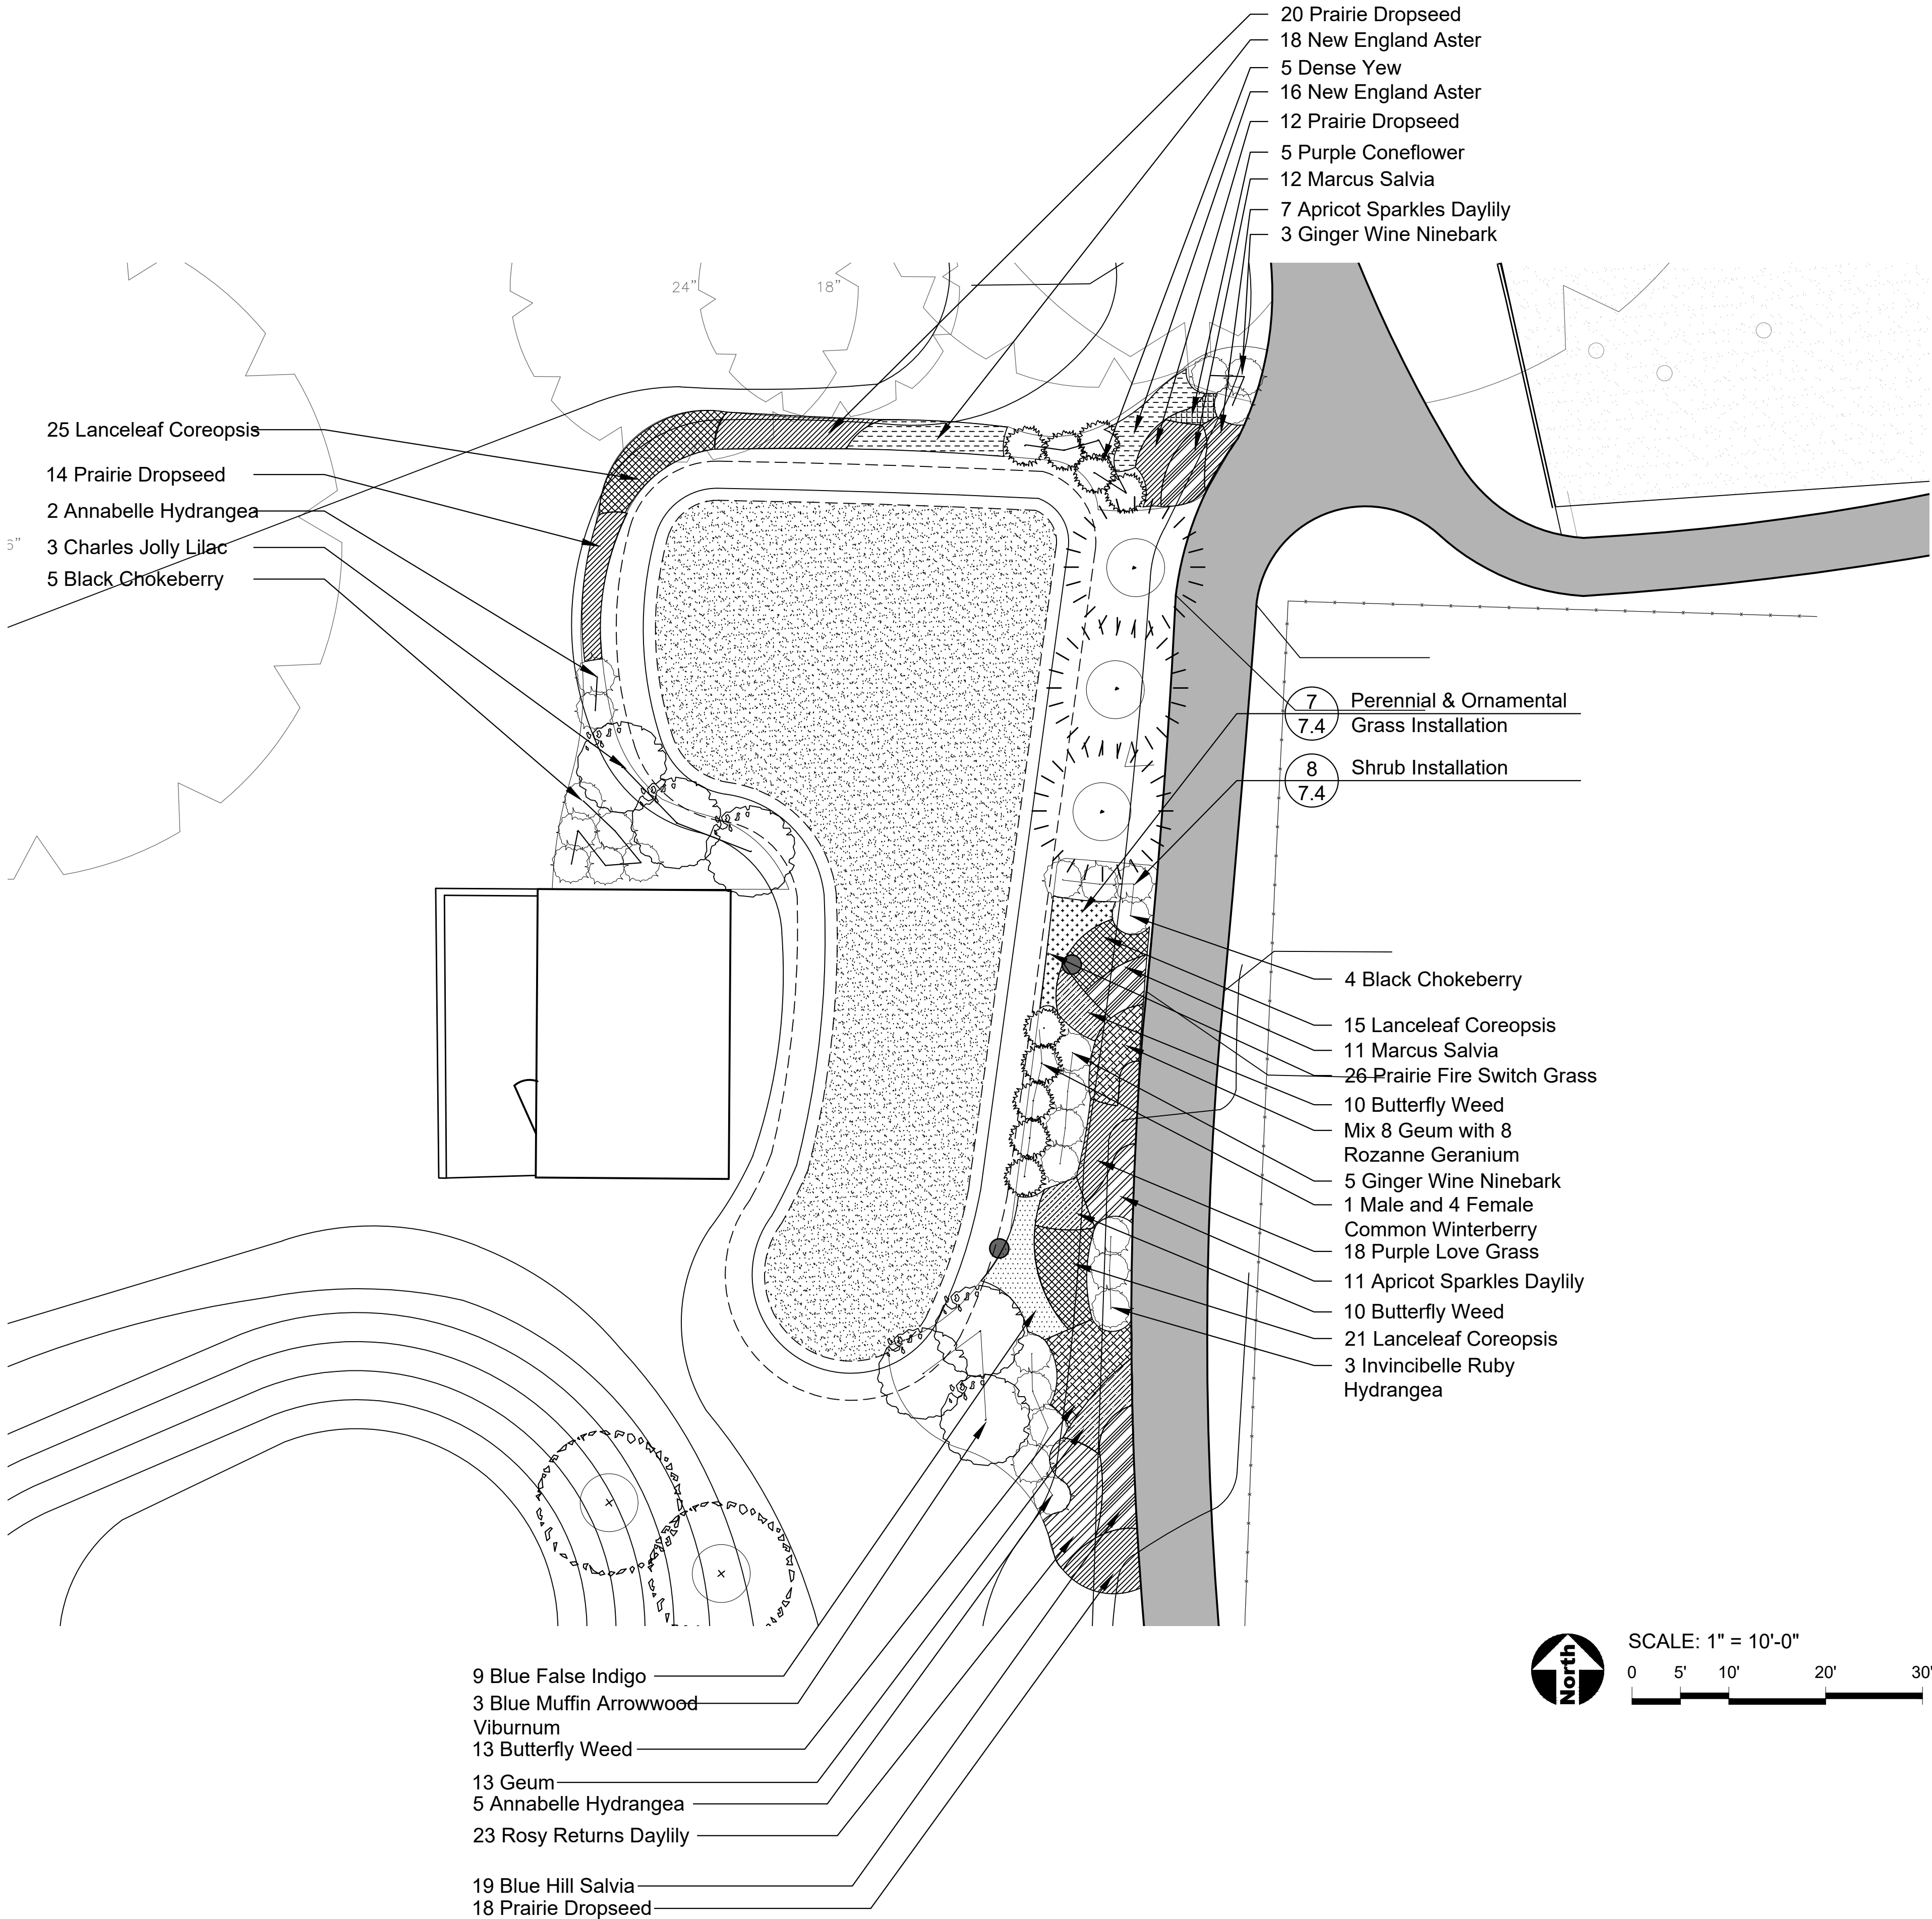 20 Prairie Dropseed
18 New England Aster
5 Dense Yew
16 New England Aster
12 Prairie Dropseed
5 Purple Coneflower
12 Marcus Salvia
7 Apricot Sparkles Daylily
3 Ginger Wine Ninebark
24"
18"
25 Lanceleaf Coreopsis
14 Prairie Dropseed
2 Annabelle Hydrangea
3 Charles Jolly Lilac
5 Black Chokeberry
6"
7
7.4
Perennial & Ornamental
Grass Installation
8
7.4
Shrub Installation
4 Black Chokeberry
15 Lanceleaf Coreopsis
11 Marcus Salvia
26 Prairie Fire Switch Grass
10 Butterfly Weed
Mix 8 Geum with 8
Rozanne Geranium
5 Ginger Wine Ninebark
1 Male and 4 Female
Common Winterberry
18 Purple Love Grass
11 Apricot Sparkles Daylily
10 Butterfly Weed
21 Lanceleaf Coreopsis
3 Invincibelle Ruby
Hydrangea
9 Blue False Indigo
3 Blue Muffin Arrowwood
Viburnum
13 Butterfly Weed
13 Geum
5 Annabelle Hydrangea
23 Rosy Returns Daylily
19 Blue Hill Salvia
18 Prairie Dropseed
North
SCALE: 1" = 10'-0"
0 5' 10' 20' 30'